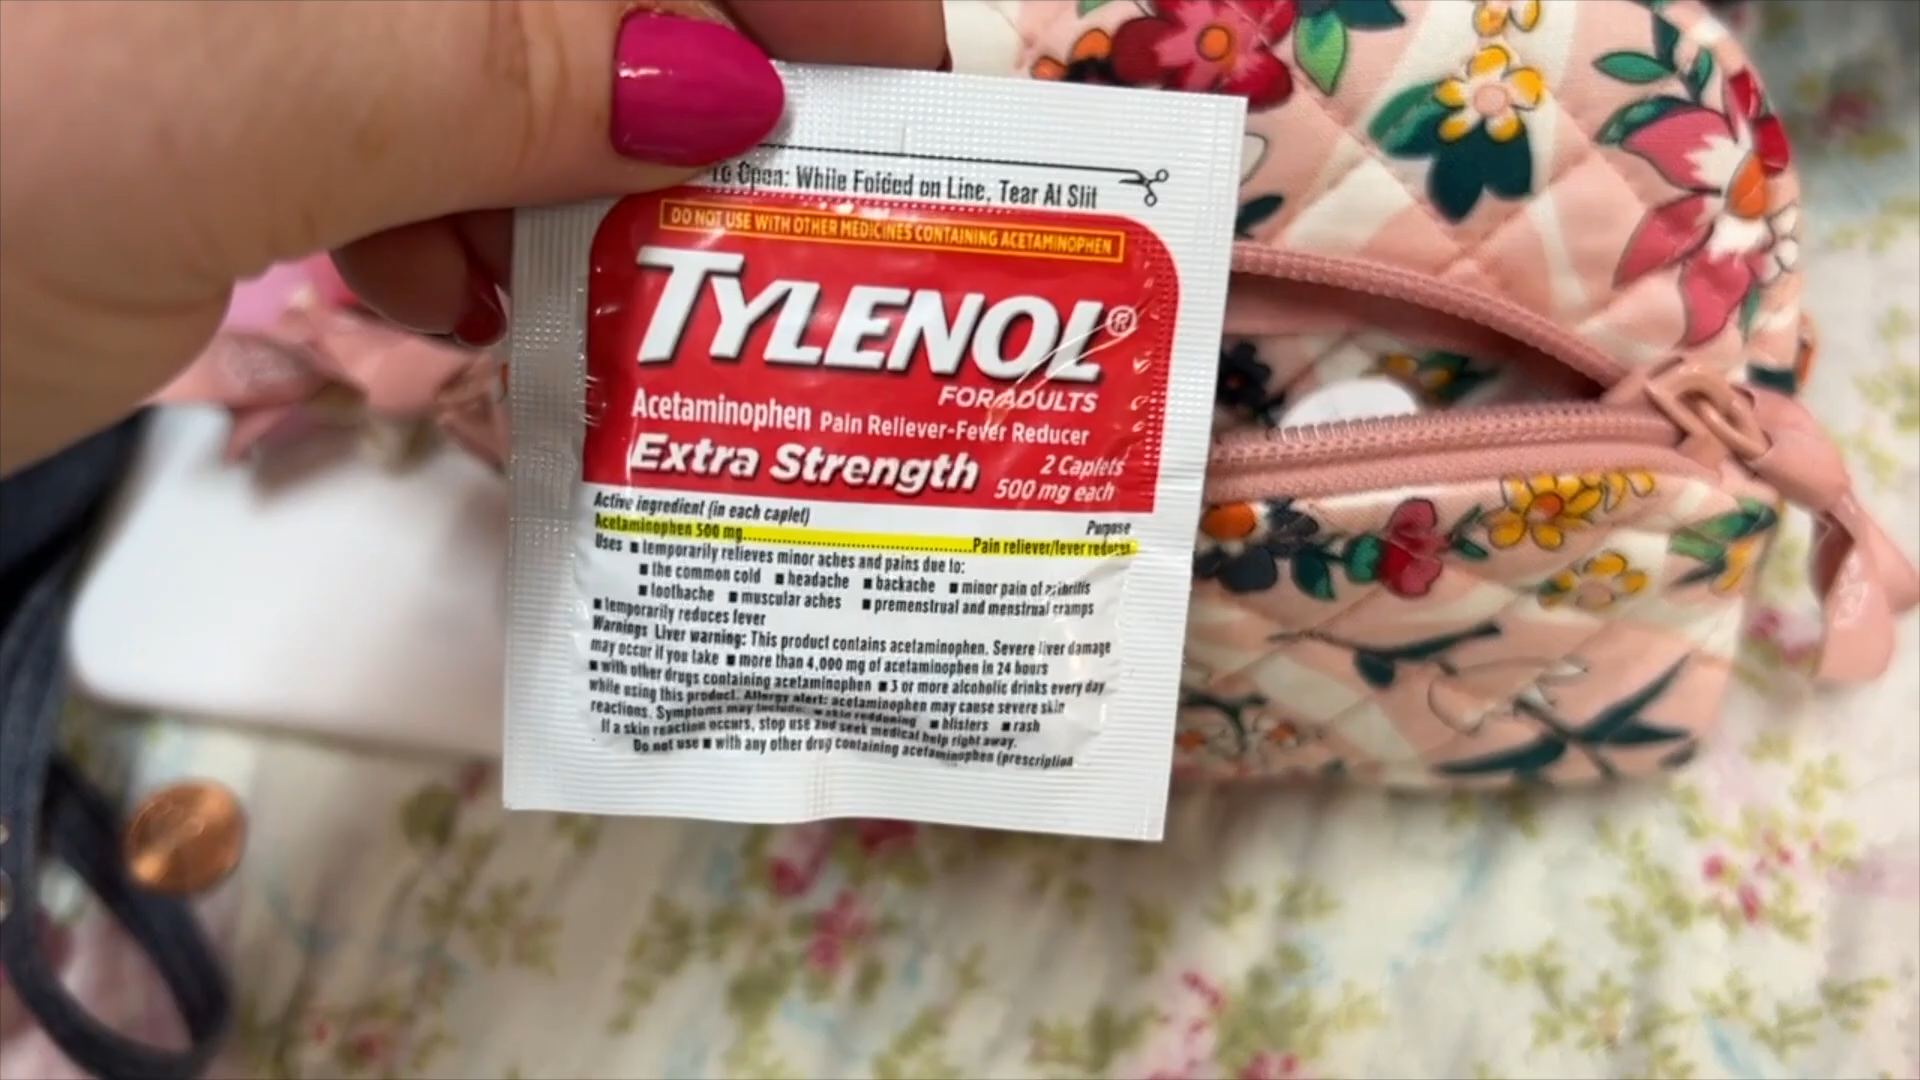 To Open: While Folded on Line, Tear At Slit
DO NOT USE WITH OTHER MEDICINES CONTAINING ACETAMINOPHEN
TYLENOL®
FOR ADULTS
Acetaminophen Pain Reliever-Fever Reducer
Extra Strength 2 Caplets
500 mg each
Active ingredient (in each caplet) Purpose
Acetaminophen 500 mg..........Pain reliever/fever reducer
Uses ■ temporarily relieves minor aches and pains due to:
■ the common cold ■ headache ■ backache ■ minor pain of arthritis
■ toothache ■ muscular aches ■ premenstrual and menstrual cramps
■ temporarily reduces fever
Warnings Liver warning: This product contains acetaminophen. Severe liver damage
may occur if you take ■ more than 4,000 mg of acetaminophen in 24 hours
■ with other drugs containing acetaminophen ■ 3 or more alcoholic drinks every day
while using this product. Allergy alert: acetaminophen may cause severe skin
reactions. Symptoms may include: ■ skin reddening ■ blisters ■ rash
If a skin reaction occurs, stop use and seek medical help right away.
Do not use ■ with any other drug containing acetaminophen (prescription